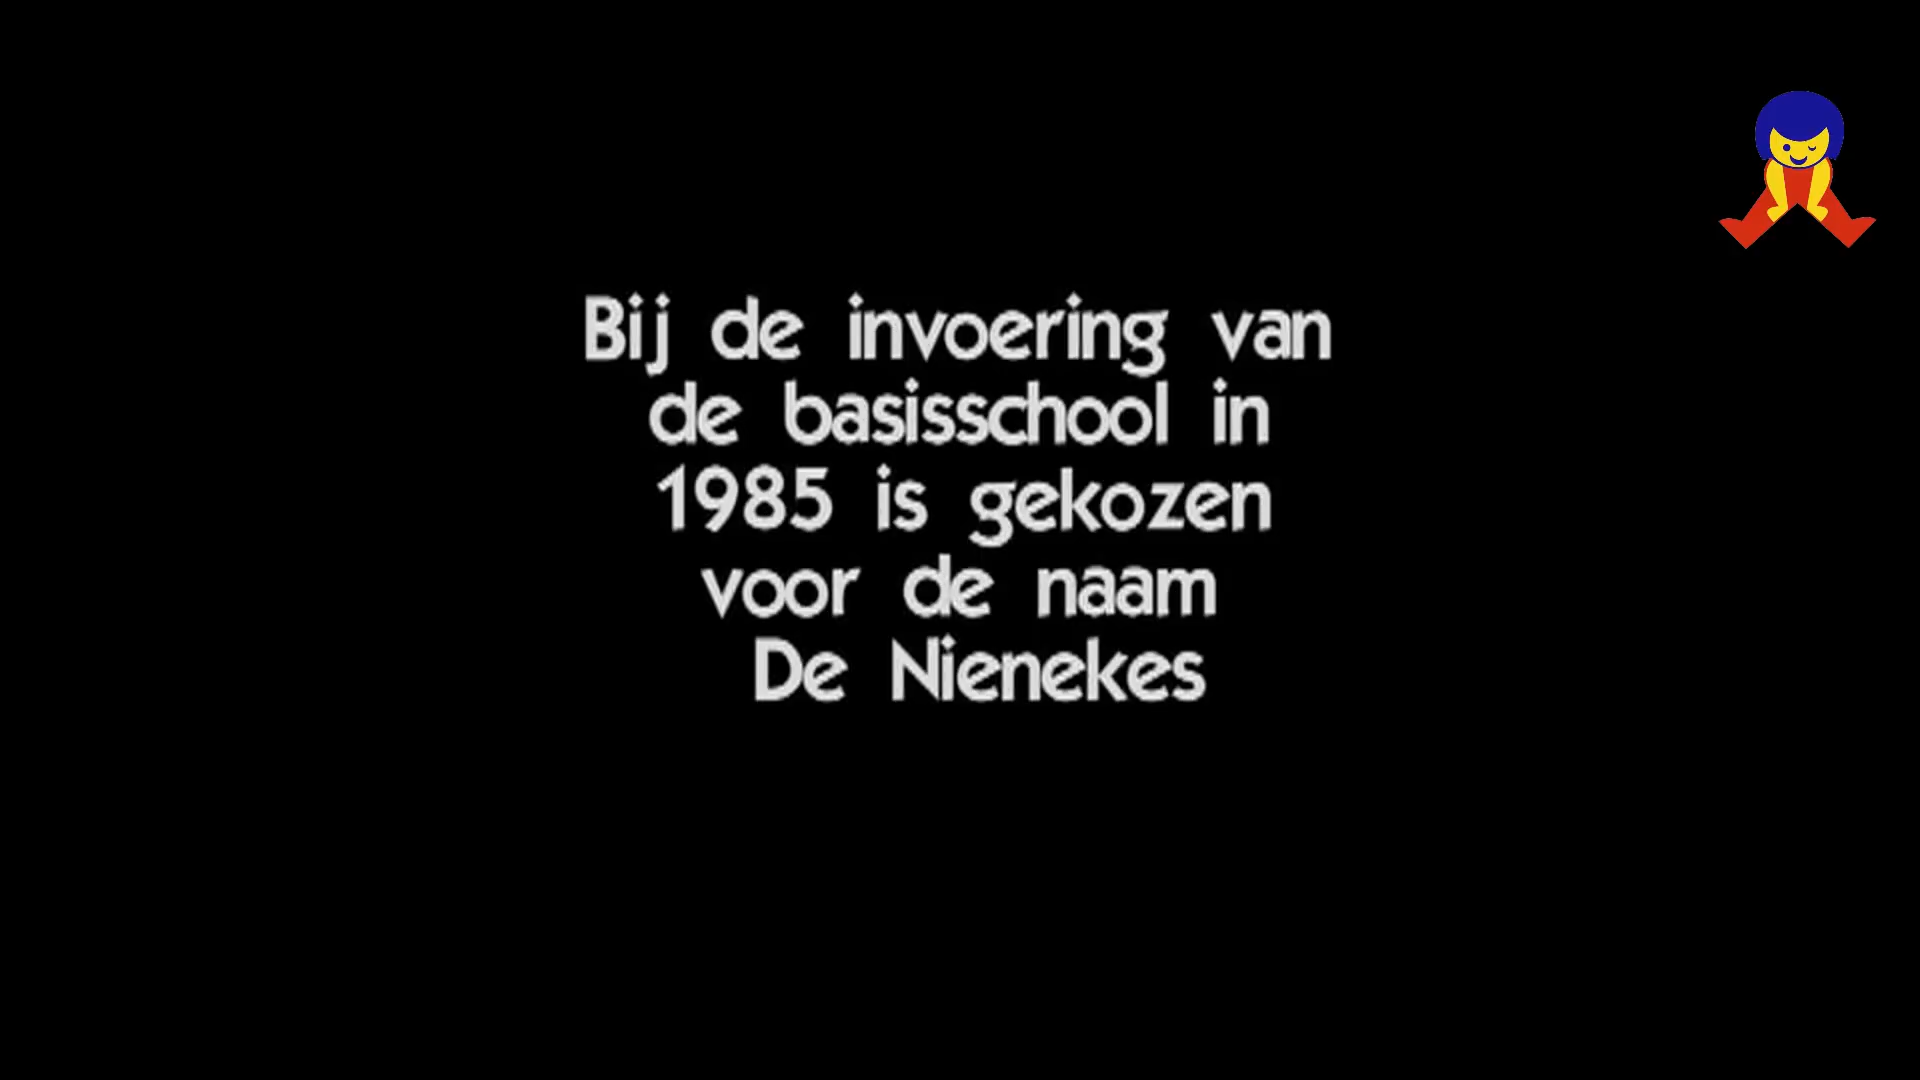 Bij de invoering van
de basisschool in
1985 is gekozen
voor de naam
De Nienekes